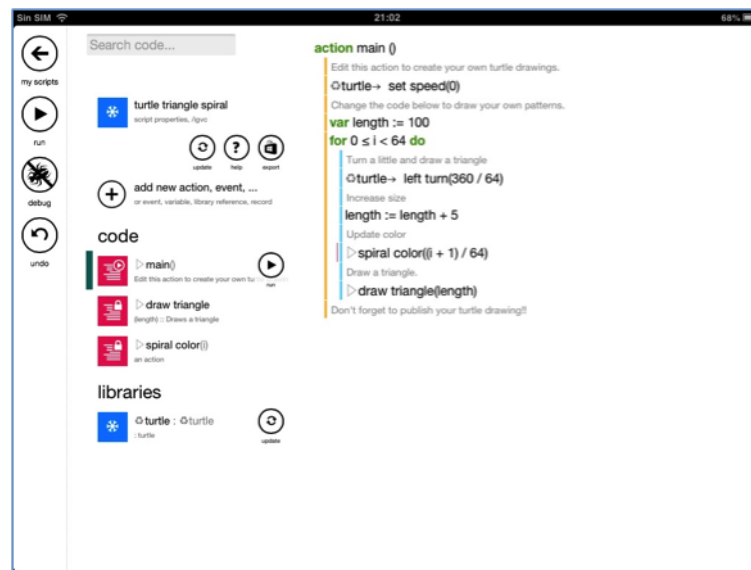 Sin SIM 21:02 68%
Search code...
my scripts
run
debug
undo
turtle triangle spiral
script properties, /igvc
update help export
add new action, event, ...
or event, variable, library reference, record
code
main()
Edit this action to create your own tu
run
draw triangle
(length) :: Draws a triangle
spiral color(i)
an action
libraries
turtle : turtle
: turtle
update
action main ()
Edit this action to create your own turtle drawings.
turtle→ set speed(0)
Change the code below to draw your own patterns.
var length := 100
for 0 ≤ i < 64 do
Turn a little and draw a triangle
turtle→ left turn(360 / 64)
Increase size
length := length + 5
Update color
▷spiral color((i + 1) / 64)
Draw a triangle.
▷draw triangle(length)
Don't forget to publish your turtle drawing!!